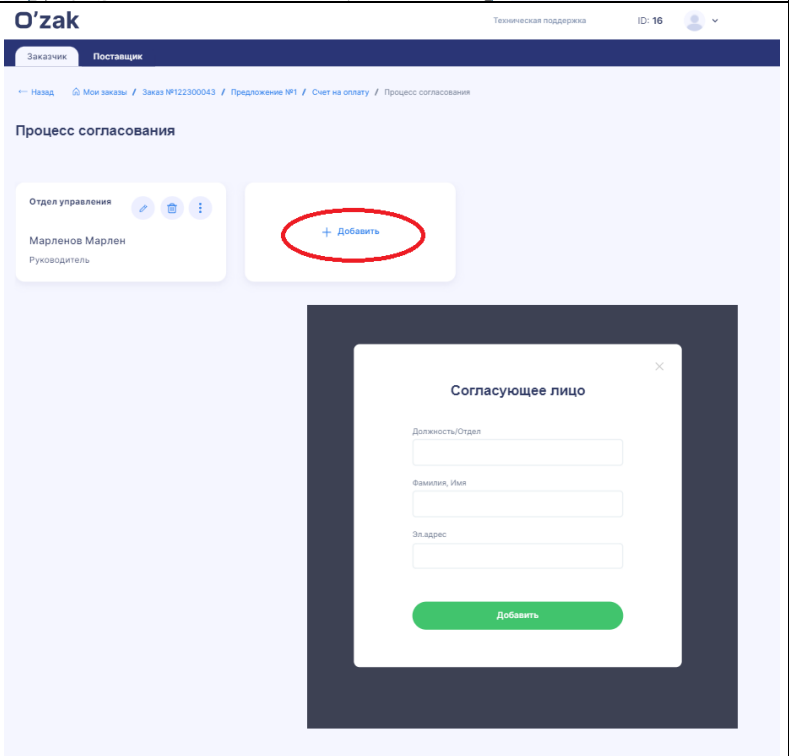 O'zak
Техническая поддержка ID: 16
Заказчик Поставщик
← Назад Мои заказы / Заказ №122300043 / Предложение №1 / Счет на оплату / Процесс согласования
Процесс согласования
Отдел управления
Марленов Марлен
Руководитель
+ Добавить
Согласующее лицо
Должность/Отдел
Фамилия, Имя
Эл.адрес
Добавить